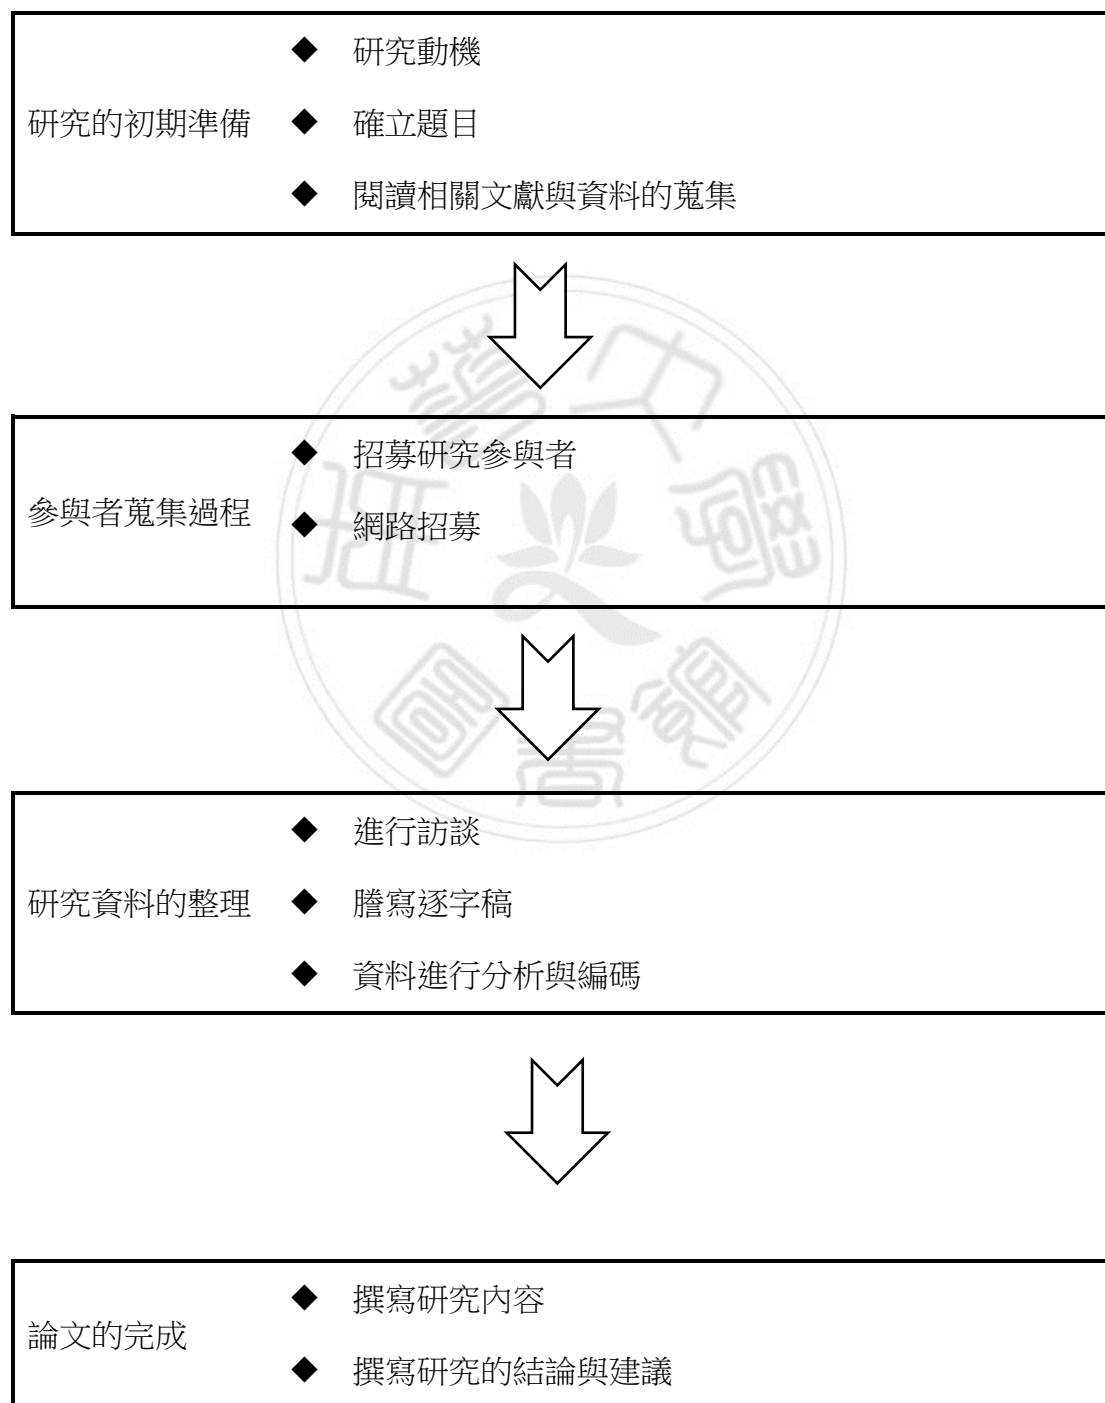 ◆ 研究動機
研究的初期準備 ◆ 確立題目
◆ 閱讀相關文獻與資料的蒐集
◆ 招募研究參與者
參與者蒐集過程 ◆ 網路招募
◆ 進行訪談
研究資料的整理 ◆ 謄寫逐字稿
◆ 資料進行分析與編碼
◆ 撰寫研究內容
論文的完成
◆ 撰寫研究的結論與建議